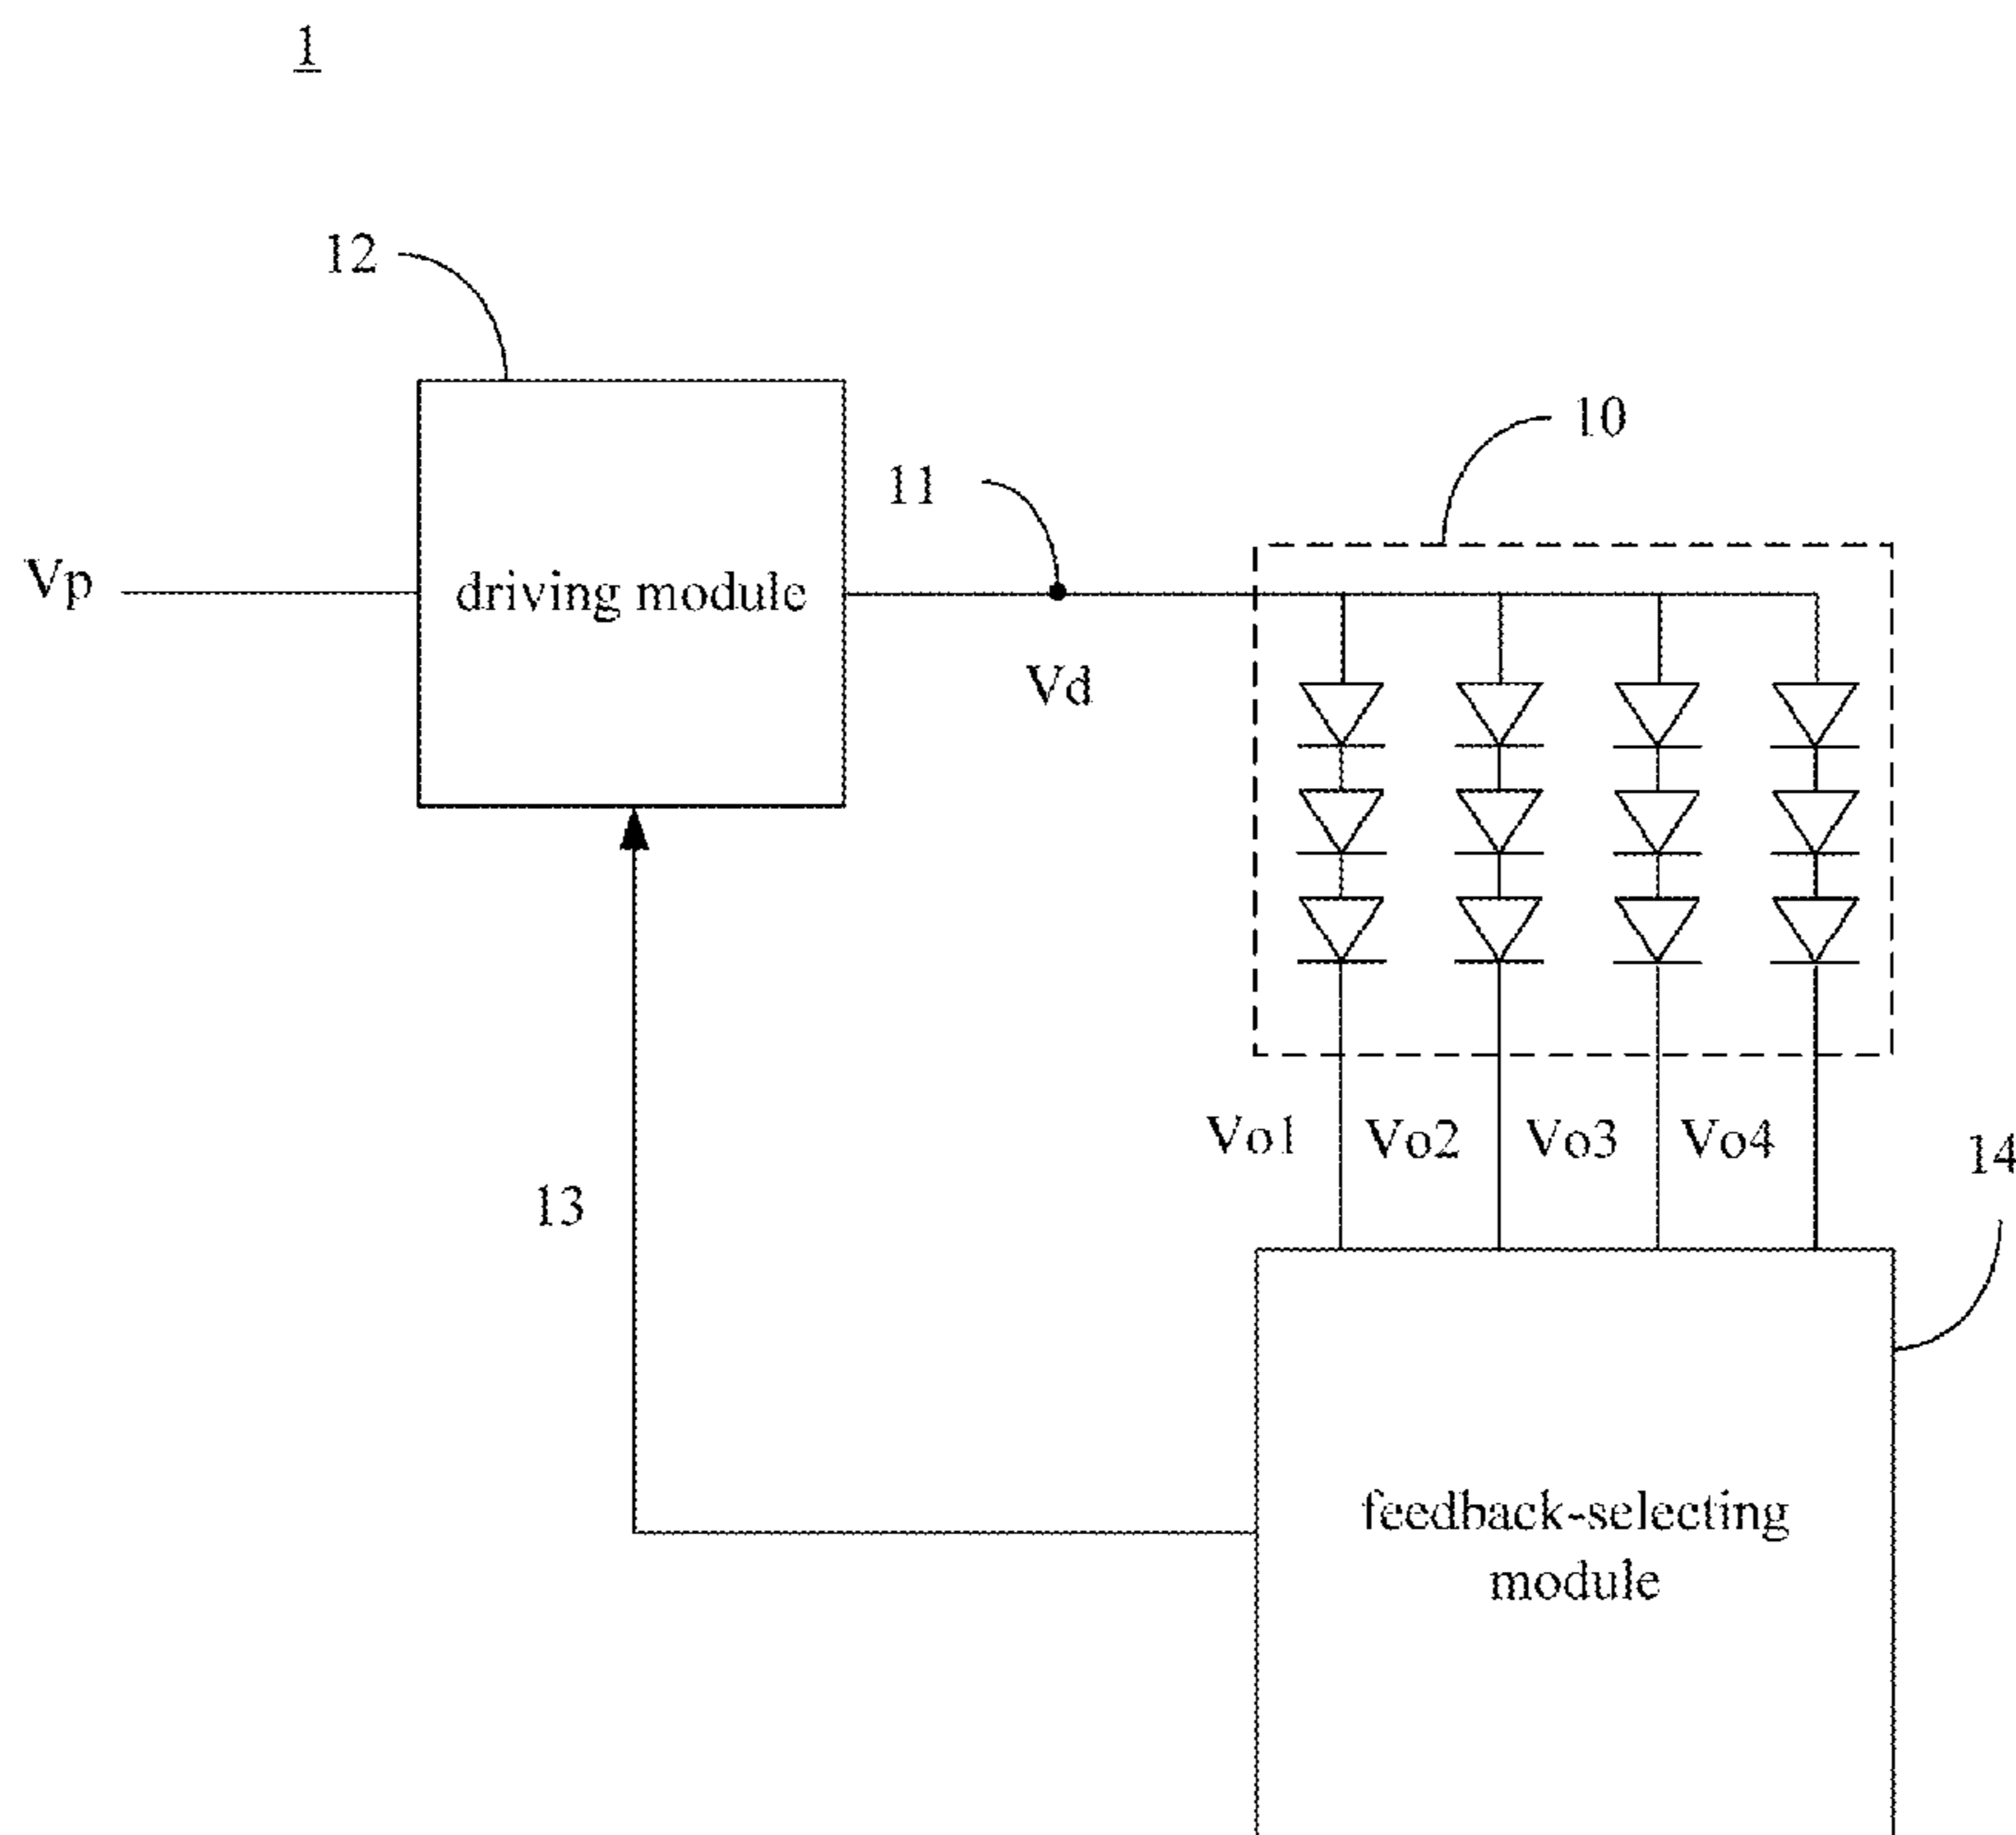 1
12
10
11
Vp
driving module
Vd
Vo1
Vo2
Vo3
Vo4
14
13
feedback-selecting
module